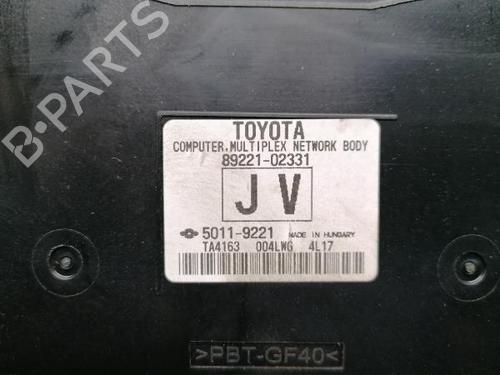 B-PARTS
TOYOTA
COMPUTER, MULTIPLEX NETWORK BODY
89221-02331
J V
5011-9221 MADE IN HUNGARY
TA4163 004LWG 4L17
>PBT-GF40<